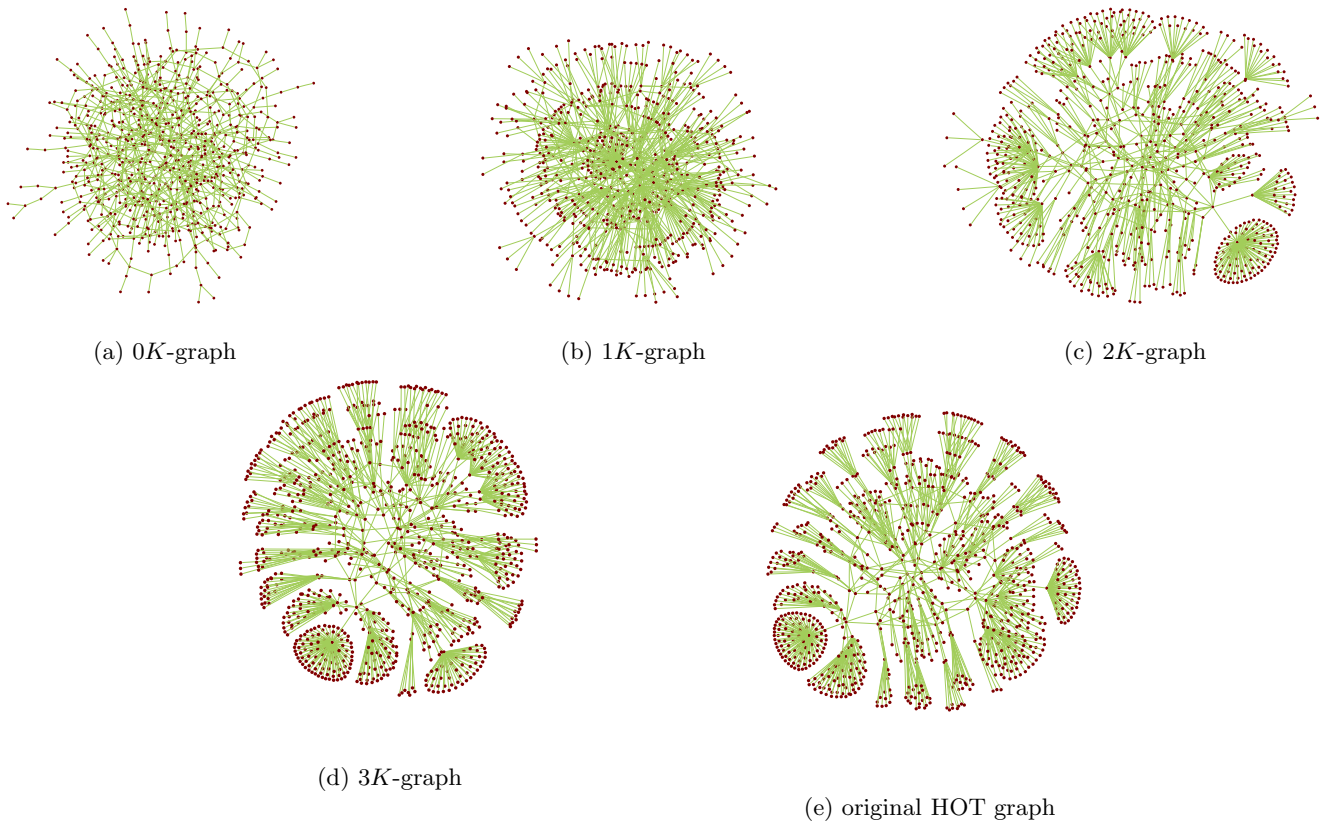 (a) 0K-graph
(b) 1K-graph
(c) 2K-graph
(d) 3K-graph
(e) original HOT graph